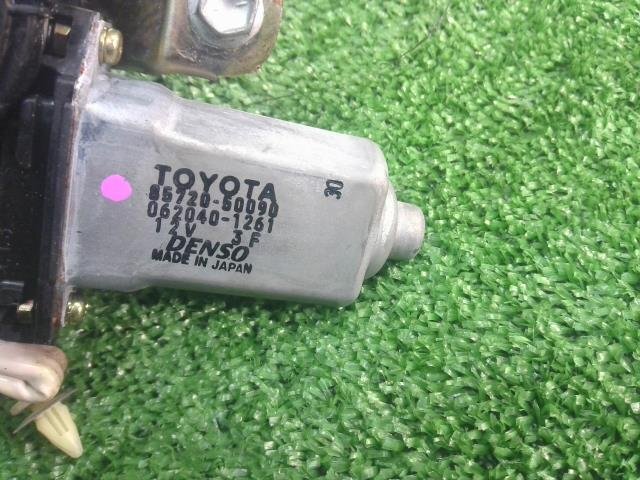 TOYOTA
85720-50090
062040-1261
12V 3F
DENSO
MADE IN JAPAN
30